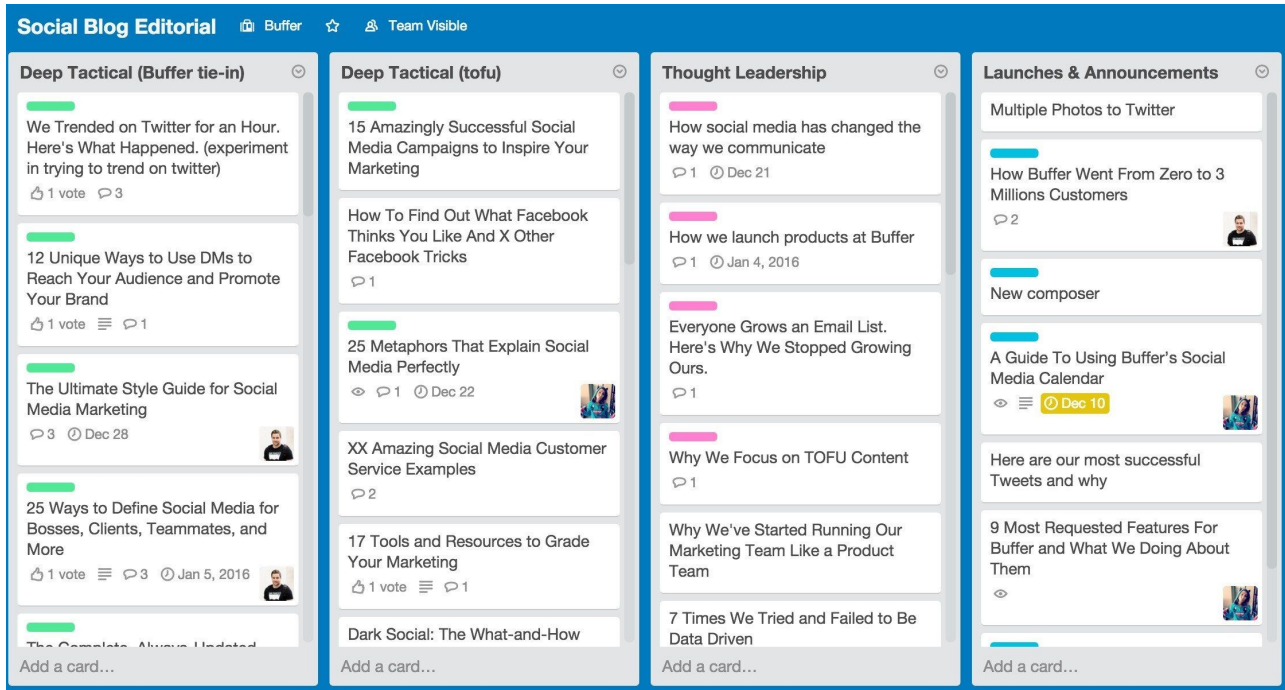 Social Blog Editorial Buffer Team Visible
Deep Tactical (Buffer tie-in)
We Trended on Twitter for an Hour.
Here's What Happened. (experiment
in trying to trend on twitter)
1 vote 3
12 Unique Ways to Use DMs to
Reach Your Audience and Promote
Your Brand
1 vote 1
The Ultimate Style Guide for Social
Media Marketing
3 Dec 28
25 Ways to Define Social Media for
Bosses, Clients, Teammates, and
More
1 vote 3 Jan 5, 2016
The Complete, Always-Updated
Add a card…
Deep Tactical (tofu)
15 Amazingly Successful Social
Media Campaigns to Inspire Your
Marketing
How To Find Out What Facebook
Thinks You Like And X Other
Facebook Tricks
1
25 Metaphors That Explain Social
Media Perfectly
1 Dec 22
XX Amazing Social Media Customer
Service Examples
2
17 Tools and Resources to Grade
Your Marketing
1 vote 1
Dark Social: The What-and-How
Add a card…
Thought Leadership
How social media has changed the
way we communicate
1 Dec 21
How we launch products at Buffer
1 Jan 4, 2016
Everyone Grows an Email List.
Here's Why We Stopped Growing
Ours.
1
Why We Focus on TOFU Content
1
Why We've Started Running Our
Marketing Team Like a Product
Team
7 Times We Tried and Failed to Be
Data Driven
Add a card…
Launches & Announcements
Multiple Photos to Twitter
How Buffer Went From Zero to 3
Millions Customers
2
New composer
A Guide To Using Buffer's Social
Media Calendar
Dec 10
Here are our most successful
Tweets and why
9 Most Requested Features For
Buffer and What We Doing About
Them
Add a card…